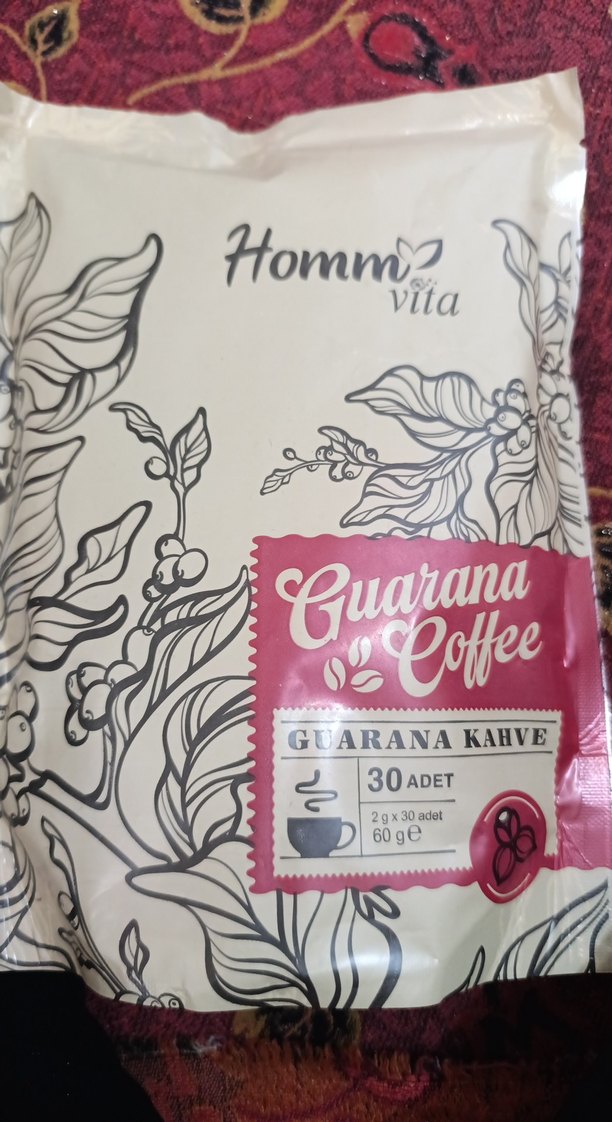 Homm
vita
Guarana
Coffee
GUARANA KAHVE
30 ADET
2 g x 30 adet
60 g ℮